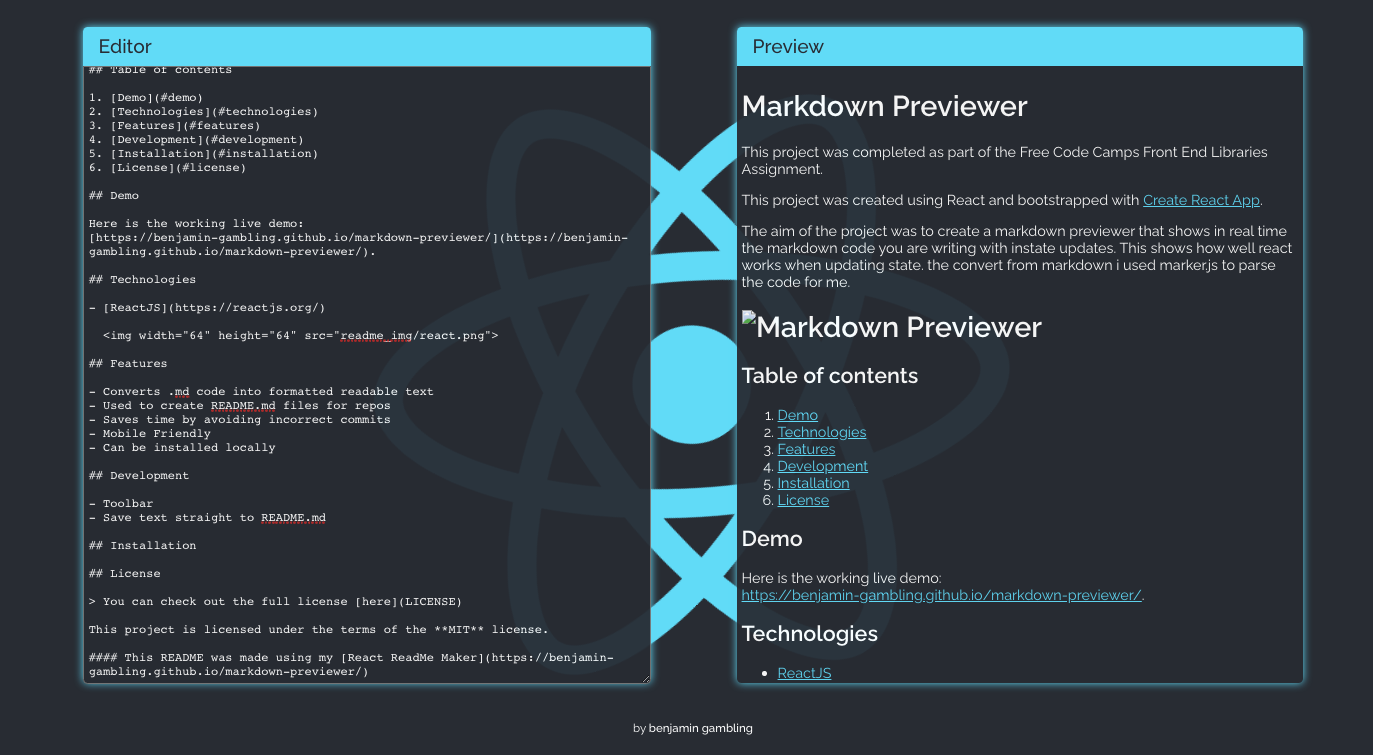 Editor
## Table of contents
1. [Demo](#demo)
2. [Technologies](#technologies)
3. [Features](#features)
4. [Development](#development)
5. [Installation](#installation)
6. [License](#license)
## Demo
Here is the working live demo:
[https://benjamin-gambling.github.io/markdown-previewer/](https://benjamin-
gambling.github.io/markdown-previewer/).
## Technologies
- [ReactJS](https://reactjs.org/)
<img width="64" height="64" src="readme_img/react.png">
## Features
- Converts .md code into formatted readable text
- Used to create README.md files for repos
- Saves time by avoiding incorrect commits
- Mobile Friendly
- Can be installed locally
## Development
- Toolbar
- Save text straight to README.md
## Installation
## License
> You can check out the full license [here](LICENSE)
This project is licensed under the terms of the **MIT** license.
#### This README was made using my [React ReadMe Maker](https://benjamin-
gambling.github.io/markdown-previewer/)
Preview
Markdown Previewer
This project was completed as part of the Free Code Camps Front End Libraries
Assignment.
This project was created using React and bootstrapped with Create React App.
The aim of the project was to create a markdown previewer that shows in real time
the markdown code you are writing with instate updates. This shows how well react
works when updating state. the convert from markdown i used marker.js to parse
the code for me.
Markdown Previewer
Table of contents
1. Demo
2. Technologies
3. Features
4. Development
5. Installation
6. License
Demo
Here is the working live demo:
https://benjamin-gambling.github.io/markdown-previewer/.
Technologies
• ReactJS
by benjamin gambling